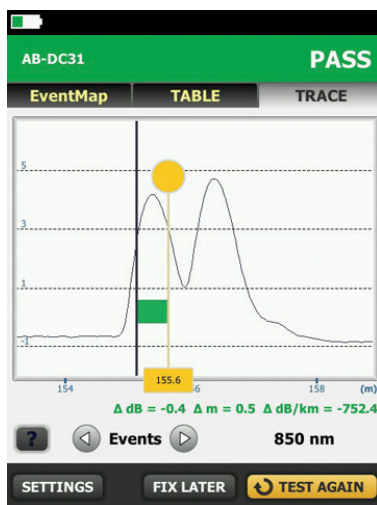 AB-DC31 PASS
EventMap TABLE TRACE
5
3
1
-1
155.6
154 6 158 (m)
Δ dB = -0.4 Δ m = 0.5 Δ dB/km = -752.4
? Events 850 nm
SETTINGS FIX LATER TEST AGAIN